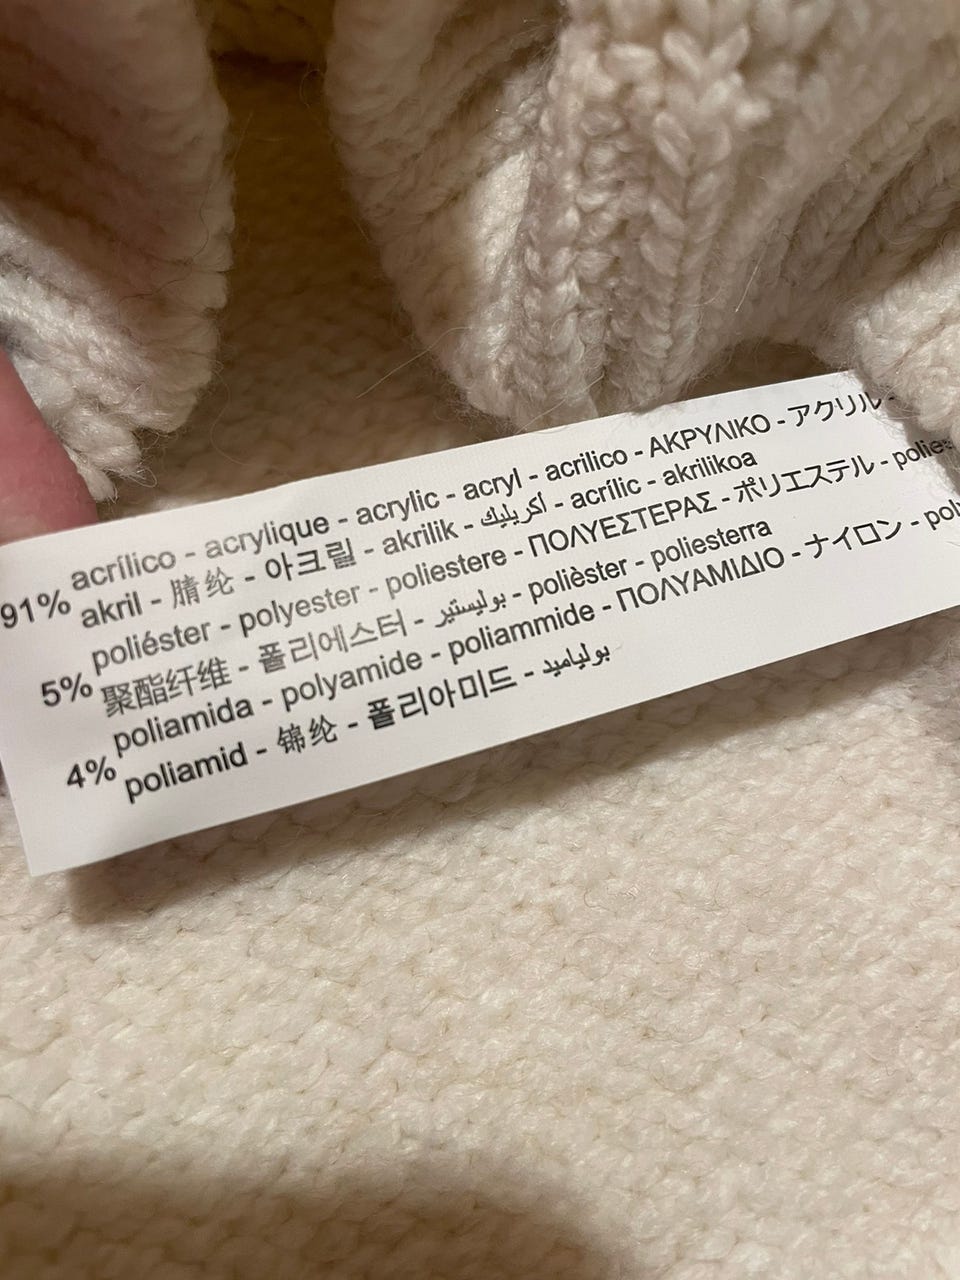 91% acrílico - acrylique - acrylic - acryl - acrilico - ΑΚΡΥΛΙΚΟ - アクリル -
akril - 腈纶 - 아크릴 - akrilik - اكريليك - acrílic - akrilikoa
5% poliéster - polyester - poliestere - ΠΟΛΥΕΣΤΕΡΑΣ - ポリエステル -
聚酯纤维 - 폴리에스터 - بوليستير - polièster - poliesterra
4% poliamida - polyamide - poliammide - ΠΟΛΥΑΜΙΔΙΟ - ナイロン -
poliamid - 锦纶 - 폴리아미드 - بولياميد